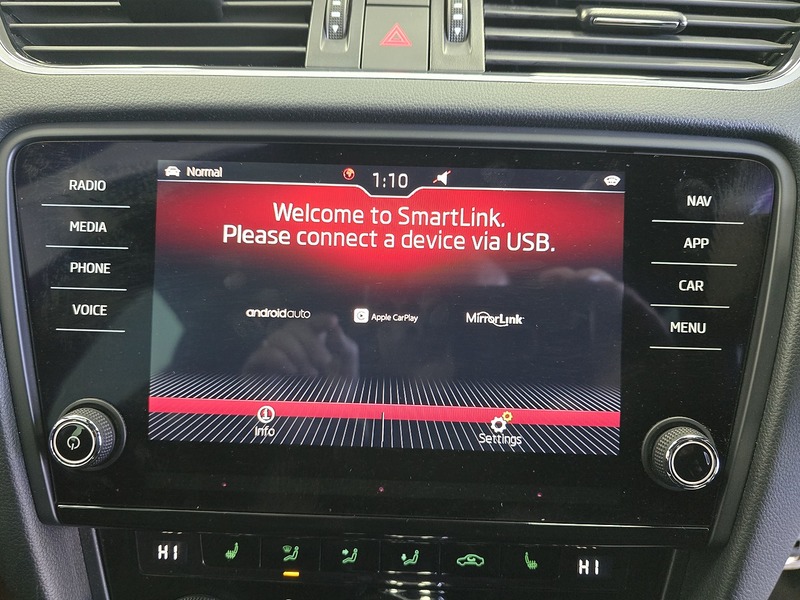 Normal
1:10
RADIO
MEDIA
PHONE
VOICE
Welcome to SmartLink.
Please connect a device via USB.
androidauto
Apple CarPlay
MirrorLink
Info
Settings
NAV
APP
CAR
MENU
HI
HI